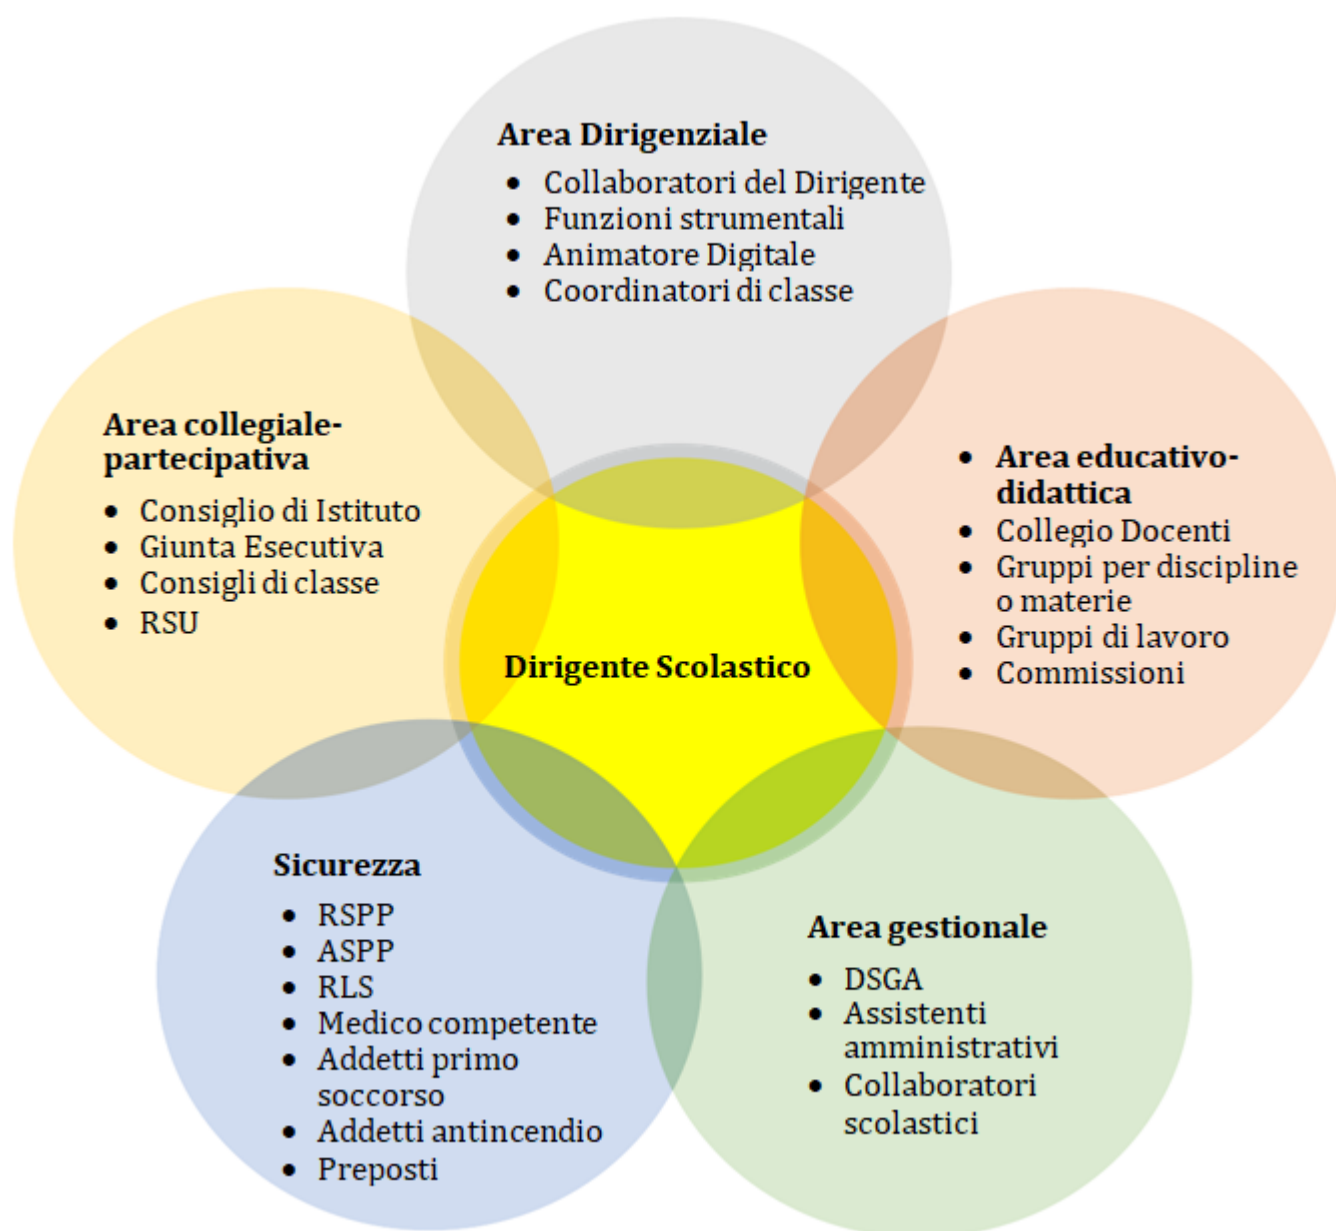 Area Dirigenziale
• Collaboratori del Dirigente
• Funzioni strumentali
• Animatore Digitale
• Coordinatori di classe
Area collegiale-
partecipativa
• Consiglio di Istituto
• Giunta Esecutiva
• Consigli di classe
• RSU
• Area educativo-
didattica
• Collegio Docenti
• Gruppi per discipline
o materie
• Gruppi di lavoro
• Commissioni
Dirigente Scolastico
Sicurezza
• RSPP
• ASPP
• RLS
• Medico competente
• Addetti primo
soccorso
• Addetti antincendio
• Preposti
Area gestionale
• DSGA
• Assistenti
amministrativi
• Collaboratori
scolastici